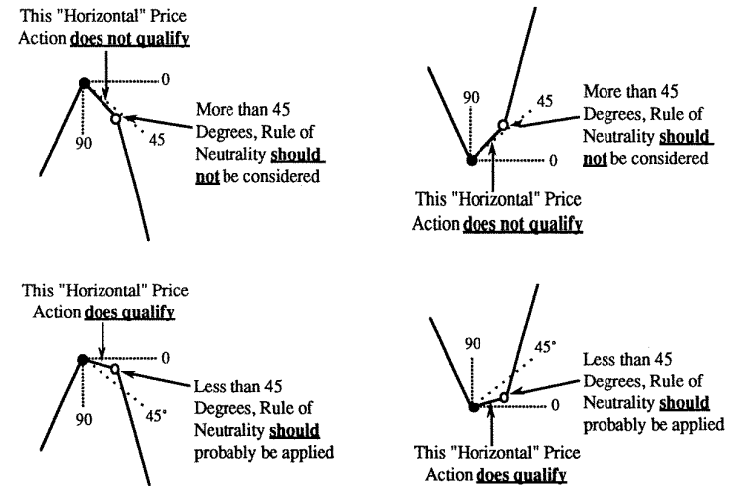 This "Horizontal" Price
Action does not qualify
0
90
45
More than 45
Degrees, Rule of
Neutrality should
not be considered
90
45
0
More than 45
Degrees, Rule of
Neutrality should
not be considered
This "Horizontal" Price
Action does not qualify
This "Horizontal" Price
Action does qualify
0
90
45°
Less than 45
Degrees, Rule of
Neutrality should
probably be applied
90
45°
0
Less than 45
Degrees, Rule of
Neutrality should
probably be applied
This "Horizontal" Price
Action does qualify